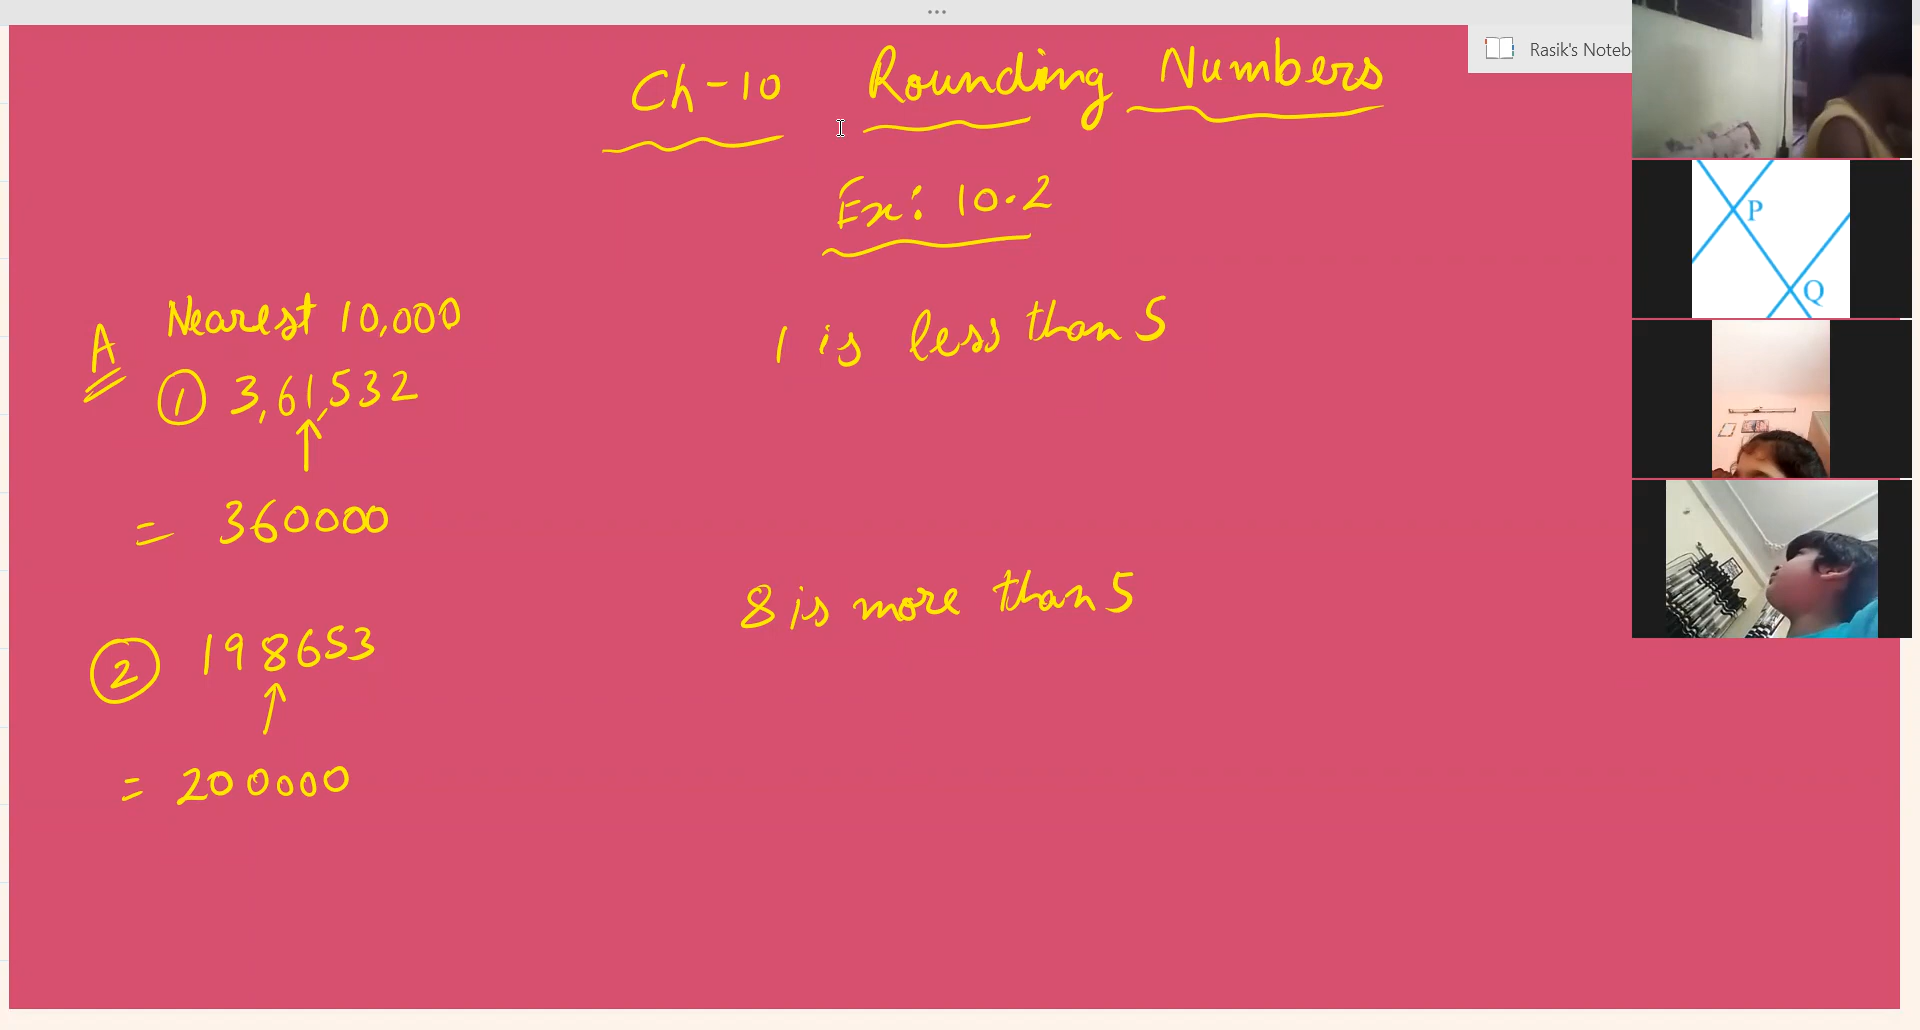 Ch-10 Rounding Numbers
Rasik's Noteb
Ex: 10.2
A Nearest 10,000
① 3,61,532
1 is less than 5
= 360000
② 198653
8 is more than 5
= 200000
P
Q